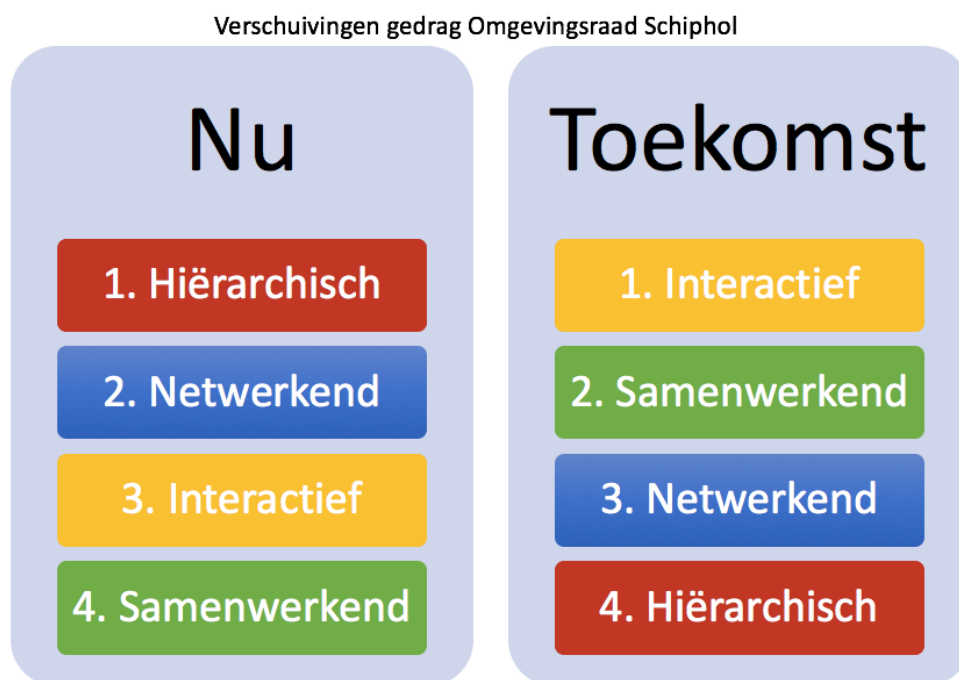 Verschuivingen gedrag Omgevingsraad Schiphol
Nu
1. Hiërarchisch
2. Netwerkend
3. Interactief
4. Samenwerkend
Toekomst
1. Interactief
2. Samenwerkend
3. Netwerkend
4. Hiërarchisch